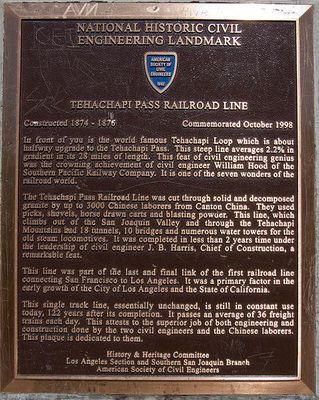 NATIONAL HISTORIC CIVIL
ENGINEERING LANDMARK
AMERICAN
SOCIETY OF
CIVIL
ENGINEERS
1852
TEHACHAPI PASS RAILROAD LINE
Constructed 1874 - 1876
Commemorated October 1998
In front of you is the world famous Tehachapi Loop which is about
halfway upgrade to the Tehachapi Pass. This steep line averages 2.2% in
gradient in its 28 miles of length. This feat of civil engineering genius
was the crowning achievement of civil engineer William Hood of the
Southern Pacific Railway Company. It is one of the seven wonders of the
railroad world.
The Tehachapi Pass Railroad Line was cut through solid and decomposed
granite by up to 3000 Chinese laborers from Canton China. They used
picks, shovels, horse drawn carts and blasting powder. This line, which
climbs out of the San Joaquin Valley and through the Tehachapi
Mountains had 18 tunnels, 10 bridges and numerous water towers for the
old steam locomotives. It was completed in less than 2 years time under
the leadership of civil engineer J. B. Harris, Chief of Construction, a
remarkable feat.
This line was part of the last and final link of the first railroad line
connecting San Francisco to Los Angeles. It was a primary factor in the
early growth of the City of Los Angeles and the State of California.
This single track line, essentially unchanged, is still in constant use
today, 122 years after its completion. It passes an average of 36 freight
trains each day. This attests to the superior job of both engineering and
construction done by the two civil engineers and the Chinese laborers.
This plaque is dedicated to them.
History & Heritage Committee
Los Angeles Section and Southern San Joaquin Branch
American Society of Civil Engineers